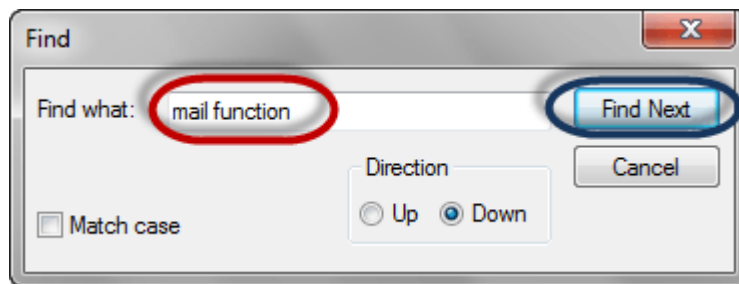 Find
Find what: mail function Find Next
Direction Cancel
Up Down
Match case